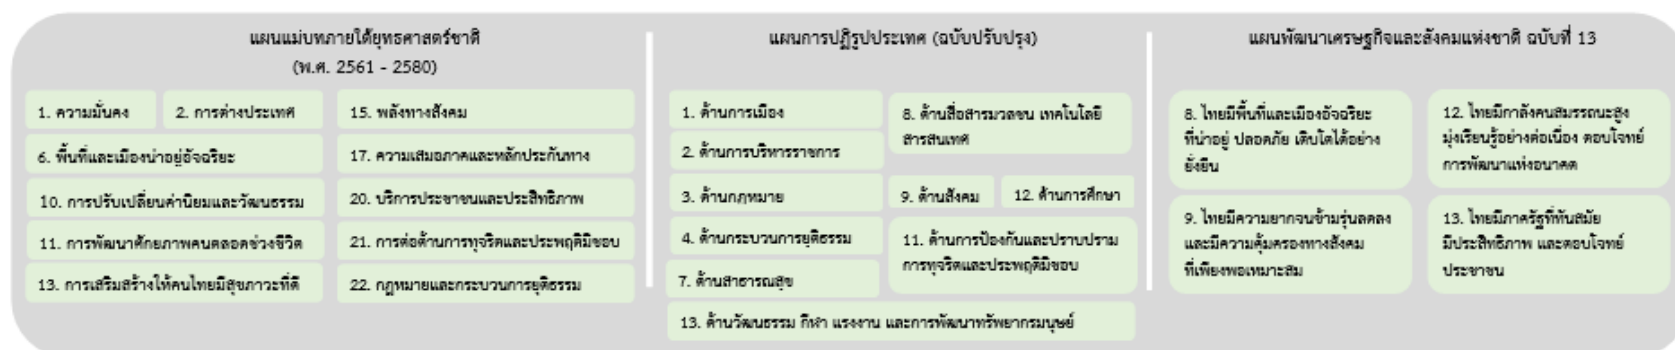 แผนแม่บทภายใต้ยุทธศาสตร์ชาติ
(พ.ศ. 2561 - 2580)
1. ความมั่นคง
2. การต่างประเทศ
6. พื้นที่และเมืองน่าอยู่อัจฉริยะ
10. การปรับเปลี่ยนค่านิยมและวัฒนธรรม
11. การพัฒนาศักยภาพคนตลอดช่วงชีวิต
13. การเสริมสร้างให้คนไทยมีสุขภาวะที่ดี
15. พลังทางสังคม
17. ความเสมอภาคและหลักประกันทาง
20. บริการประชาชนและประสิทธิภาพ
21. การต่อต้านการทุจริตและประพฤติมิชอบ
22. กฎหมายและกระบวนการยุติธรรม
แผนการปฏิรูปประเทศ (ฉบับปรับปรุง)
1. ด้านการเมือง
2. ด้านการบริหารราชการ
3. ด้านกฎหมาย
4. ด้านกระบวนการยุติธรรม
7. ด้านสาธารณสุข
8. ด้านสื่อสารมวลชน เทคโนโลยี
สารสนเทศ
9. ด้านสังคม
12. ด้านการศึกษา
11. ด้านการป้องกันและปราบปราม
การทุจริตและประพฤติมิชอบ
13. ด้านวัฒนธรรม กีฬา แรงงาน และการพัฒนาทรัพยากรมนุษย์
แผนพัฒนาเศรษฐกิจและสังคมแห่งชาติ ฉบับที่ 13
8. ไทยมีพื้นที่และเมืองอัจฉริยะ
ที่น่าอยู่ ปลอดภัย เติบโตได้อย่าง
ยั่งยืน
9. ไทยมีความยากจนข้ามรุ่นลดลง
และมีความคุ้มครองทางสังคม
ที่เพียงพอเหมาะสม
12. ไทยมีกำลังคนสมรรถนะสูง
มุ่งเรียนรู้อย่างต่อเนื่อง ตอบโจทย์
การพัฒนาแห่งอนาคต
13. ไทยมีภาครัฐที่ทันสมัย
มีประสิทธิภาพ และตอบโจทย์
ประชาชน